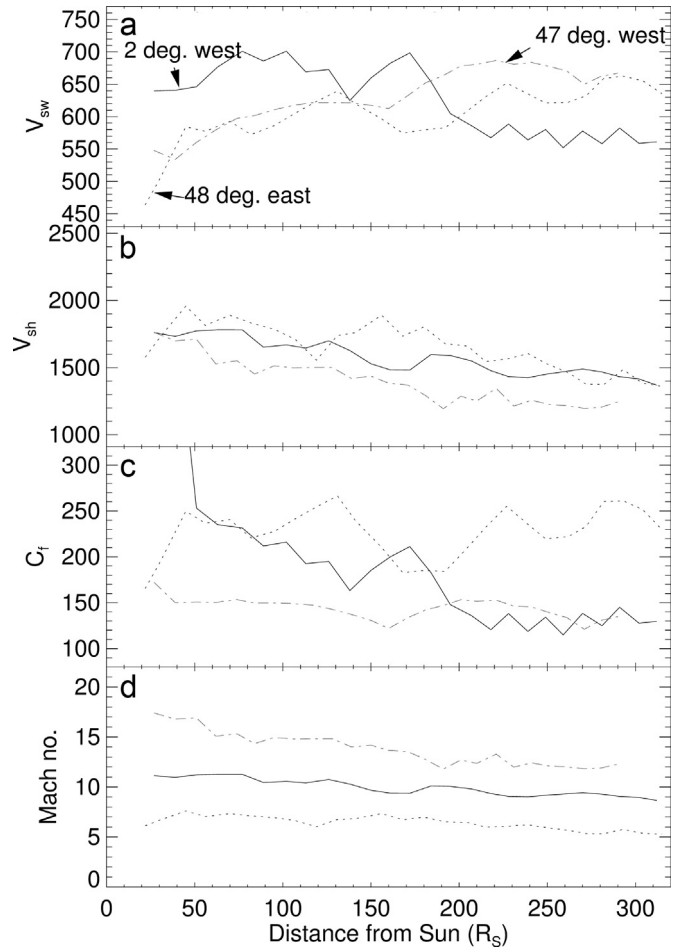 a
750
700
650
600
550
500
450
V_sw
2 deg. west
47 deg. west
48 deg. east
b
2500
2000
1500
1000
V_sh
c
300
250
200
150
100
C_f
d
20
15
10
5
0
Mach no.
0 50 100 150 200 250 300
Distance from Sun (R_S)